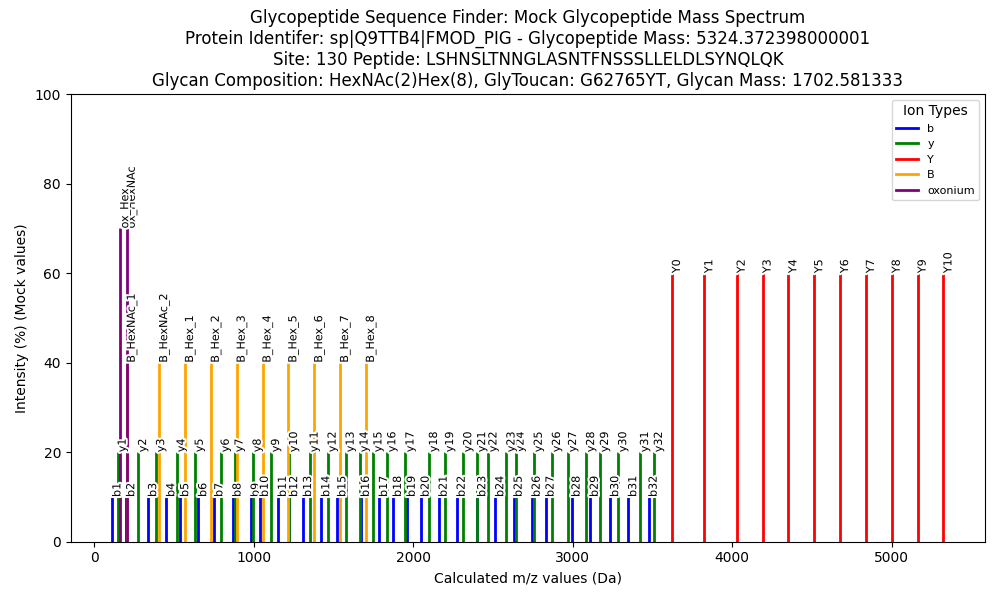 Glycopeptide Sequence Finder: Mock Glycopeptide Mass Spectrum
Protein Identifer: sp|Q9TTB4|FMOD_PIG - Glycopeptide Mass: 5324.372398000001
Site: 130 Peptide: LSHNSLTNNGLASNTFNSSSLLELDLSYNQLQK
Glycan Composition: HexNAc(2)Hex(8), GlyToucan: G62765YT, Glycan Mass: 1702.581333
Intensity (%) (Mock values)
100
80
60
40
20
0
Ion Types
b
y
Y
B
oxonium
ox_Hex
ox_HexNAc
Y0 Y1 Y2 Y3 Y4 Y5 Y6 Y7 Y8 Y9 Y10
B_HexNAc_1 B_HexNAc_2 B_Hex_1 B_Hex_2 B_Hex_3 B_Hex_4 B_Hex_5 B_Hex_6 B_Hex_7 B_Hex_8
y1 y2 y3 y4 y5 y6 y7 y8 y9 y10 y11 y12 y13 y14 y15 y16 y17 y18 y19 y20 y21 y22 y23 y24 y25 y26 y27 y28 y29 y30 y31 y32
b1 b2 b3 b4 b5 b6 b7 b8 b9 b10 b11 b12 b13 b14 b15 b16 b17 b18 b19 b20 b21 b22 b23 b24 b25 b26 b27 b28 b29 b30 b31 b32
0 1000 2000 3000 4000 5000
Calculated m/z values (Da)